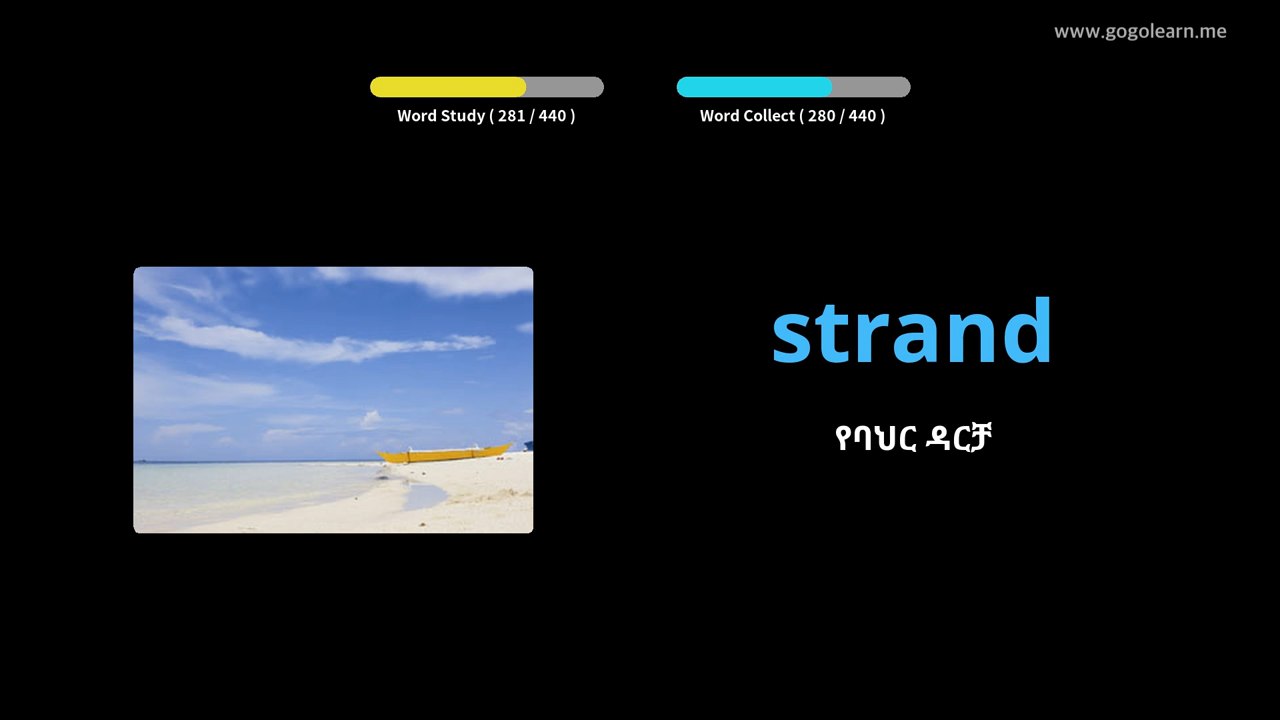 www.gogolearn.me
Word Study ( 281 / 440 )
Word Collect ( 280 / 440 )
strand
የባህር ዳርቻ